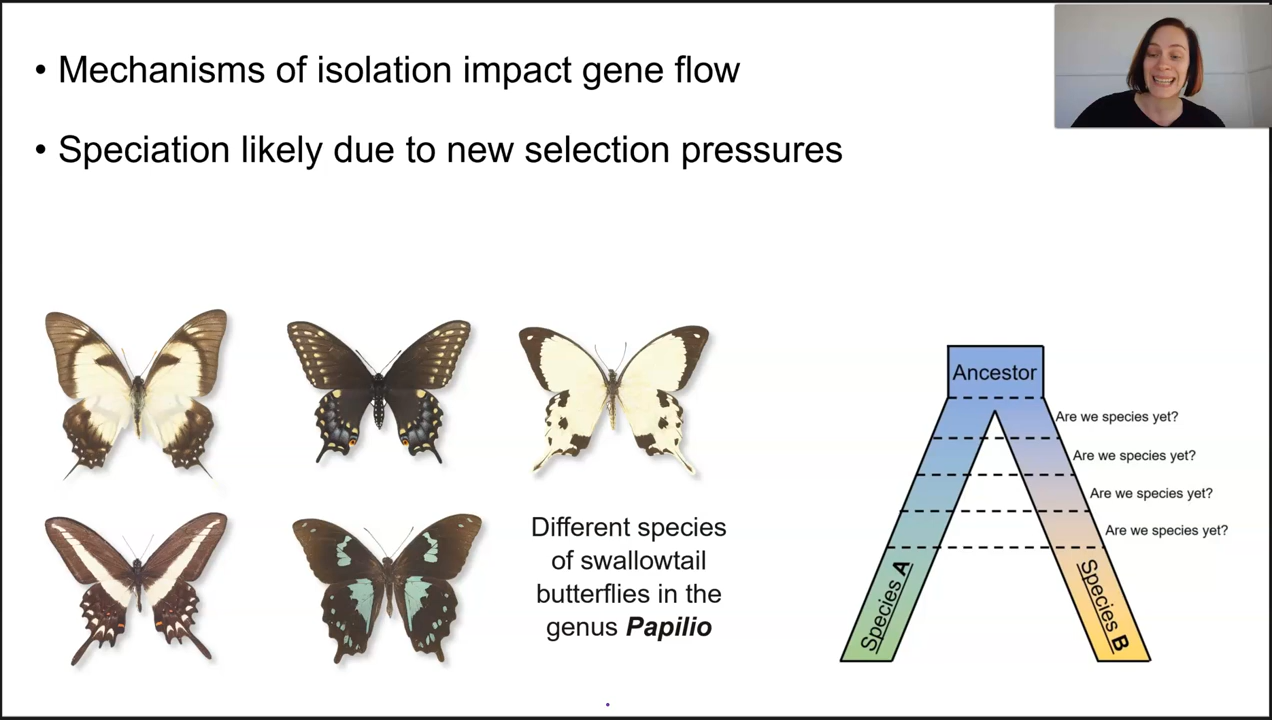 • Mechanisms of isolation impact gene flow
• Speciation likely due to new selection pressures
Different species
of swallowtail
butterflies in the
genus Papilio
Ancestor
Are we species yet?
Are we species yet?
Are we species yet?
Are we species yet?
Species A
Species B